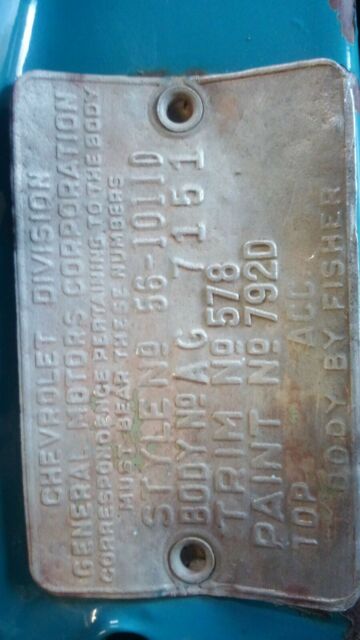 CHEVROLET DIVISION
GENERAL MOTORS CORPORATION
CORRESPONDENCE PERTAINING TO THE BODY
MUST BEAR THESE NUMBERS
STYLE No 56-1011D
BODY No AG 7151
TRIM No 578
PAINT No 792D
TOP ACC
BODY BY FISHER